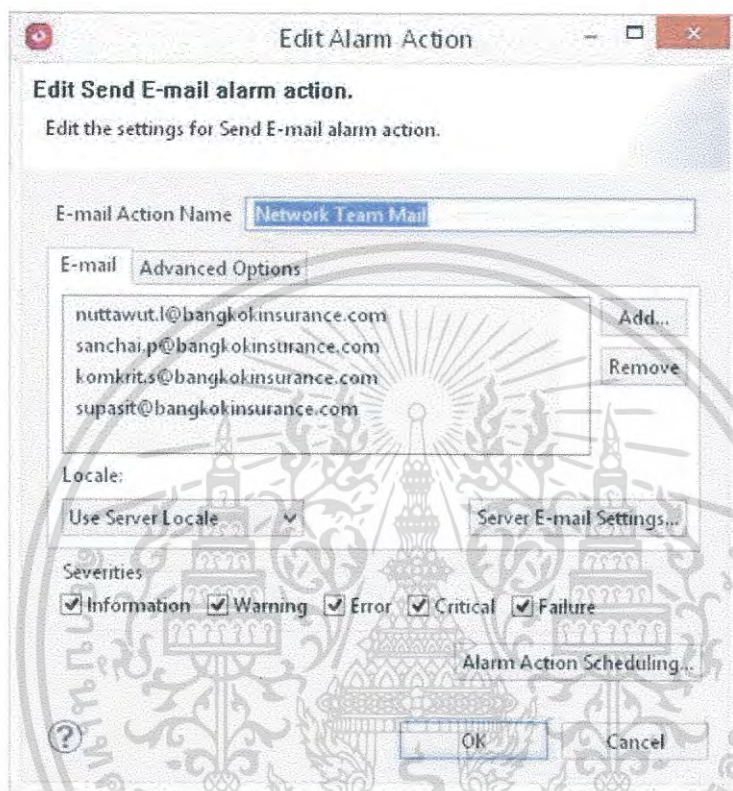 Edit Alarm Action
Edit Send E-mail alarm action.
Edit the settings for Send E-mail alarm action.
E-mail Action Name Network Team Mail
E-mail Advanced Options
nuttawut.l@bangkokinsurance.com Add...
sanchai.p@bangkokinsurance.com
komkrit.s@bangkokinsurance.com Remove
supasit@bangkokinsurance.com
Locale:
Use Server Locale Server E-mail Settings...
Severities
Information Warning Error Critical Failure
Alarm Action Scheduling...
OK Cancel